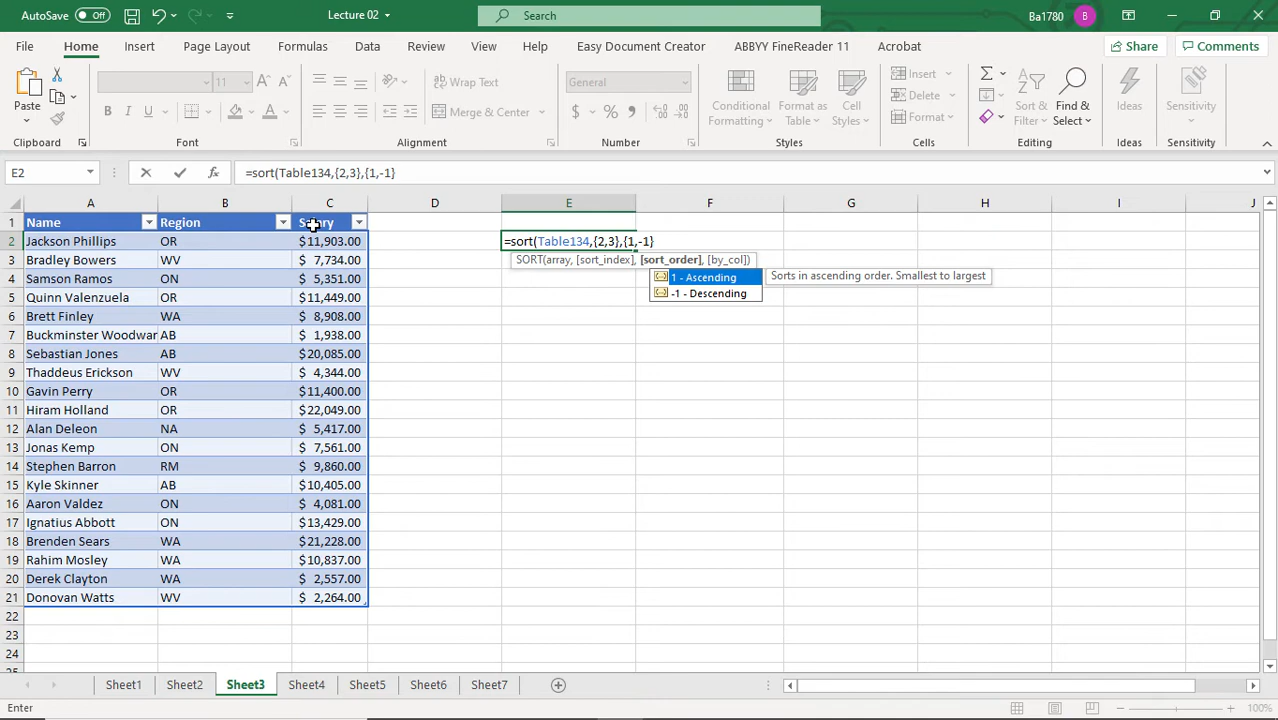 AutoSave Off Lecture 02 Search Ba1780 B
File Home Insert Page Layout Formulas Data Review View Help Easy Document Creator ABBYY FineReader 11 Acrobat Share Comments
Paste 11 Wrap Text Merge & Center General Conditional Formatting Format as Table Cell Styles Insert Delete Format Sort & Filter Find & Select Ideas Sensitivity
Clipboard Font Alignment Number Styles Cells Editing Ideas Sensitivity
E2 =sort(Table134,{2,3},{1,-1}
A B C D E F G H I J
1 Name Region Salary
2 Jackson Phillips OR $11,903.00 =sort(Table134,{2,3},{1,-1}
3 Bradley Bowers WV $ 7,734.00 SORT(array, [sort_index], [sort_order], [by_col])
4 Samson Ramos ON $ 5,351.00 1 - Ascending Sorts in ascending order. Smallest to largest
5 Quinn Valenzuela OR $11,449.00 -1 - Descending
6 Brett Finley WA $ 8,908.00
7 Buckminster Woodwar AB $ 1,938.00
8 Sebastian Jones AB $20,085.00
9 Thaddeus Erickson WV $ 4,344.00
10 Gavin Perry OR $11,400.00
11 Hiram Holland OR $22,049.00
12 Alan Deleon NA $ 5,417.00
13 Jonas Kemp ON $ 7,561.00
14 Stephen Barron RM $ 9,860.00
15 Kyle Skinner AB $10,405.00
16 Aaron Valdez ON $ 4,081.00
17 Ignatius Abbott ON $13,429.00
18 Brenden Sears WA $21,228.00
19 Rahim Mosley WA $10,837.00
20 Derek Clayton WA $ 2,557.00
21 Donovan Watts WV $ 2,264.00
22
23
24
Sheet1 Sheet2 Sheet3 Sheet4 Sheet5 Sheet6 Sheet7
Enter 100%